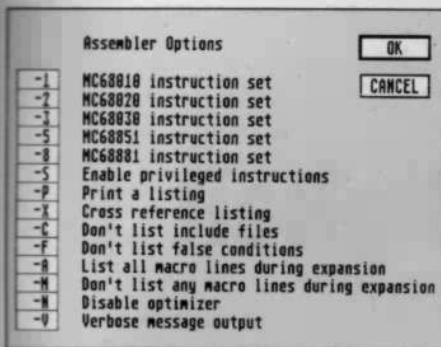 Assembler Options
OK
CANCEL
-1 MC68010 instruction set
-2 MC68020 instruction set
-3 MC68030 instruction set
-5 MC68851 instruction set
-8 MC68881 instruction set
-S Enable privileged instructions
-P Print a listing
-X Cross reference listing
-C Don't list include files
-F Don't list false conditions
-A List all macro lines during expansion
-M Don't list any macro lines during expansion
-N Disable optimizer
-V Verbose message output